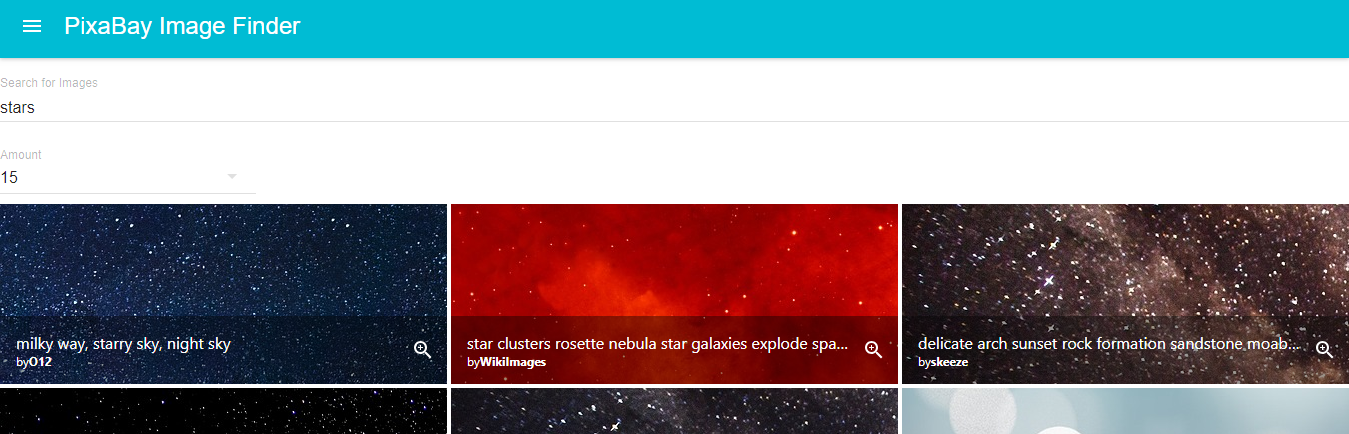 PixaBay Image Finder
Search for Images
stars
Amount
15
milky way, starry sky, night sky
byO12
star clusters rosette nebula star galaxies explode spa...
byWikiImages
delicate arch sunset rock formation sandstone moab...
byskeeze